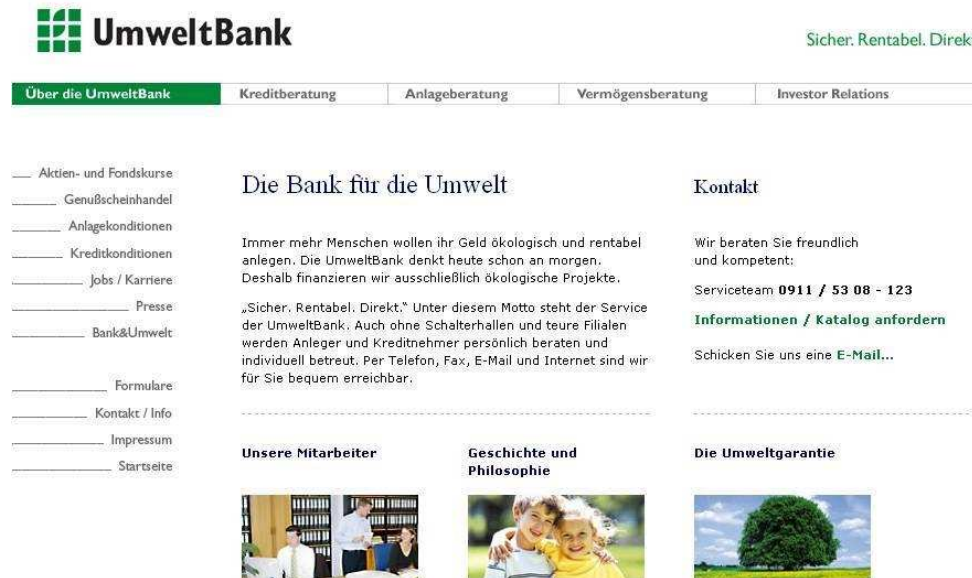 UmweltBank
Sicher. Rentabel. Direk
Über die UmweltBank
Kreditberatung
Anlageberatung
Vermögensberatung
Investor Relations
Aktien- und Fondskurse
Genußscheinhandel
Anlagekonditionen
Kreditkonditionen
Jobs / Karriere
Presse
Bank&Umwelt
Formulare
Kontakt / Info
Impressum
Startseite
Die Bank für die Umwelt
Immer mehr Menschen wollen ihr Geld ökologisch und rentabel
anlegen. Die UmweltBank denkt heute schon an morgen.
Deshalb finanzieren wir ausschließlich ökologische Projekte.
„Sicher. Rentabel. Direkt.“ Unter diesem Motto steht der Service
der UmweltBank. Auch ohne Schalterhallen und teure Filialen
werden Anleger und Kreditnehmer persönlich beraten und
individuell betreut. Per Telefon, Fax, E-Mail und Internet sind wir
für Sie bequem erreichbar.
Kontakt
Wir beraten Sie freundlich
und kompetent:
Serviceteam 0911 / 53 08 - 123
Informationen / Katalog anfordern
Schicken Sie uns eine E-Mail...
Unsere Mitarbeiter
Geschichte und
Philosophie
Die Umweltgarantie